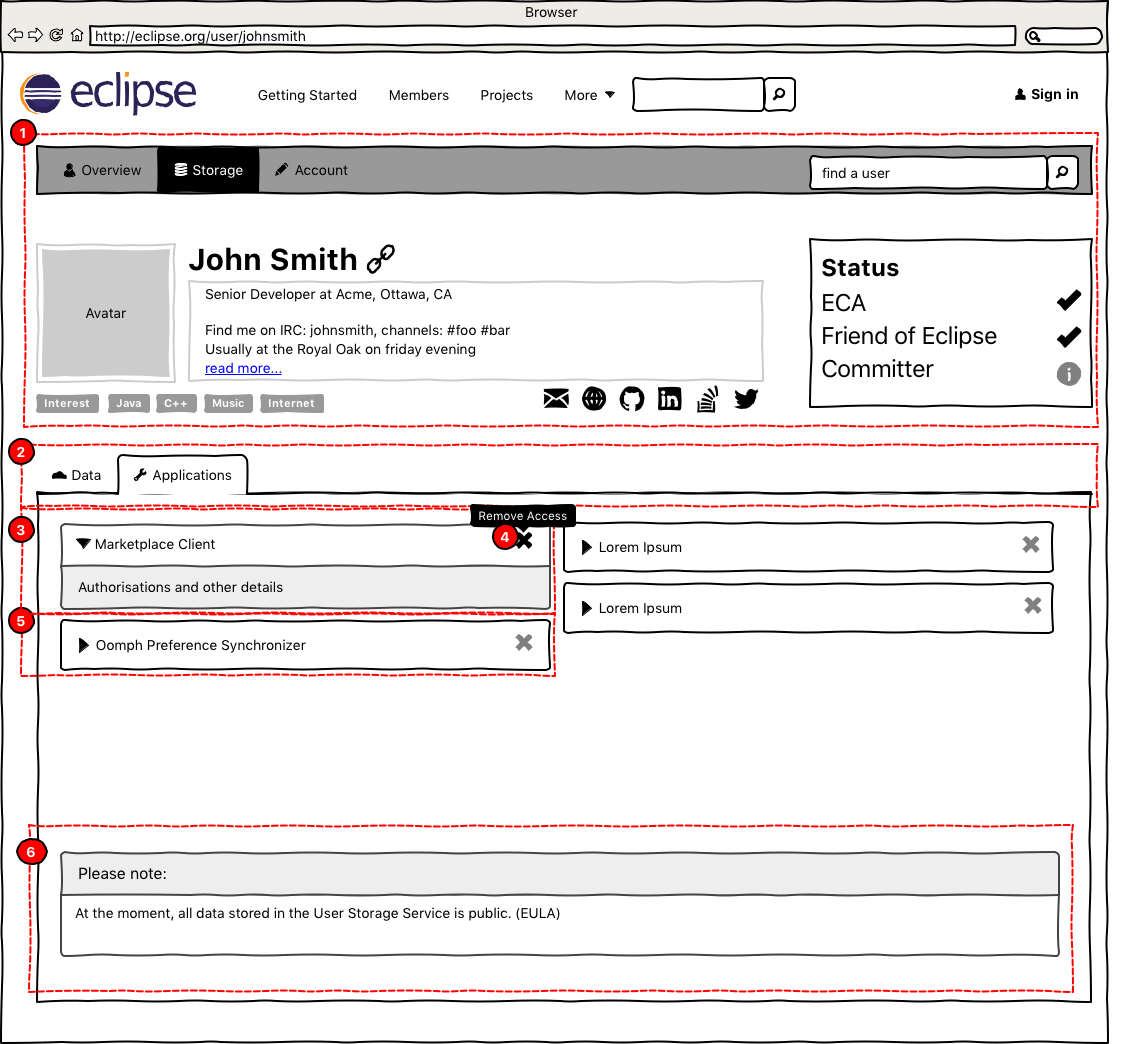 Browser
http://eclipse.org/user/johnsmith
eclipse Getting Started Members Projects More Sign in
1
Overview Storage Account find a user
John Smith
Avatar
Senior Developer at Acme, Ottawa, CA
Find me on IRC: johnsmith, channels: #foo #bar
Usually at the Royal Oak on friday evening
read more...
Interest Java C++ Music Internet
in
Status
ECA
Friend of Eclipse
Committer i
2
Data Applications
3
Remove Access
4
Marketplace Client
Authorisations and other details
Lorem Ipsum
Lorem Ipsum
5
Oomph Preference Synchronizer
6
Please note:
At the moment, all data stored in the User Storage Service is public. (EULA)